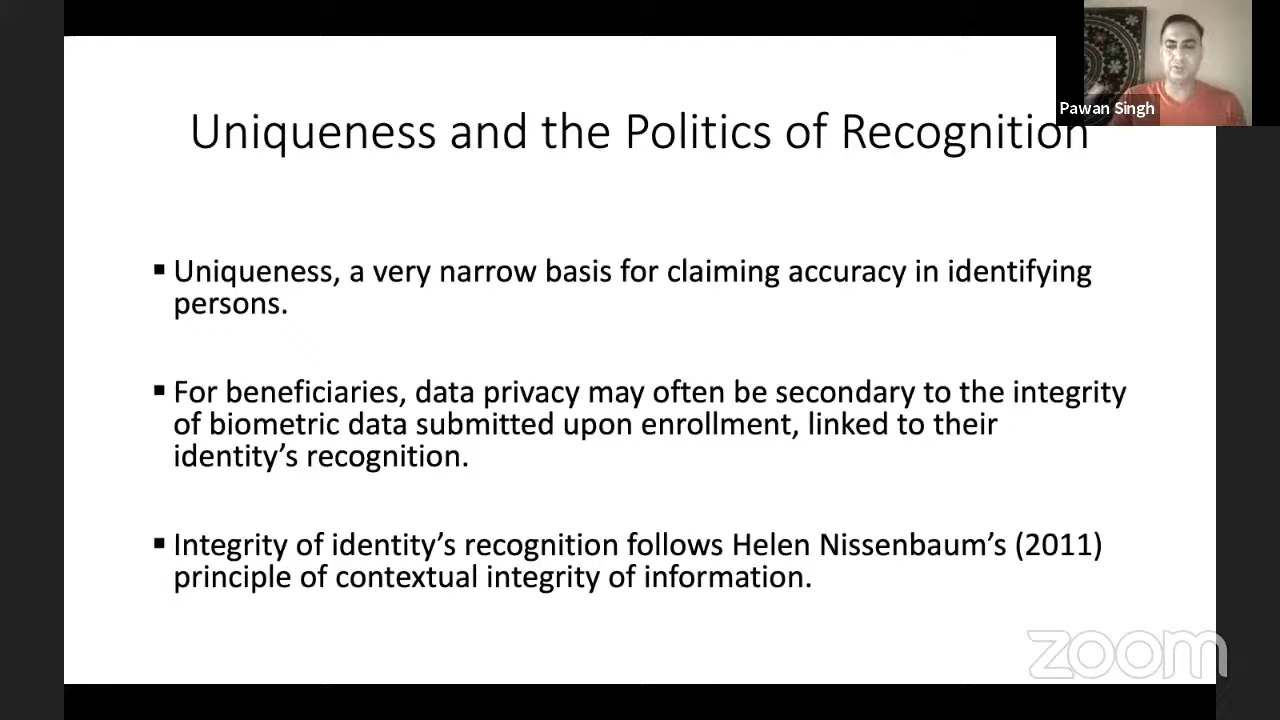 Pawan Singh
Uniqueness and the Politics of Recognition
▪ Uniqueness, a very narrow basis for claiming accuracy in identifying
persons.
▪ For beneficiaries, data privacy may often be secondary to the integrity
of biometric data submitted upon enrollment, linked to their
identity’s recognition.
▪ Integrity of identity’s recognition follows Helen Nissenbaum’s (2011)
principle of contextual integrity of information.
zoom